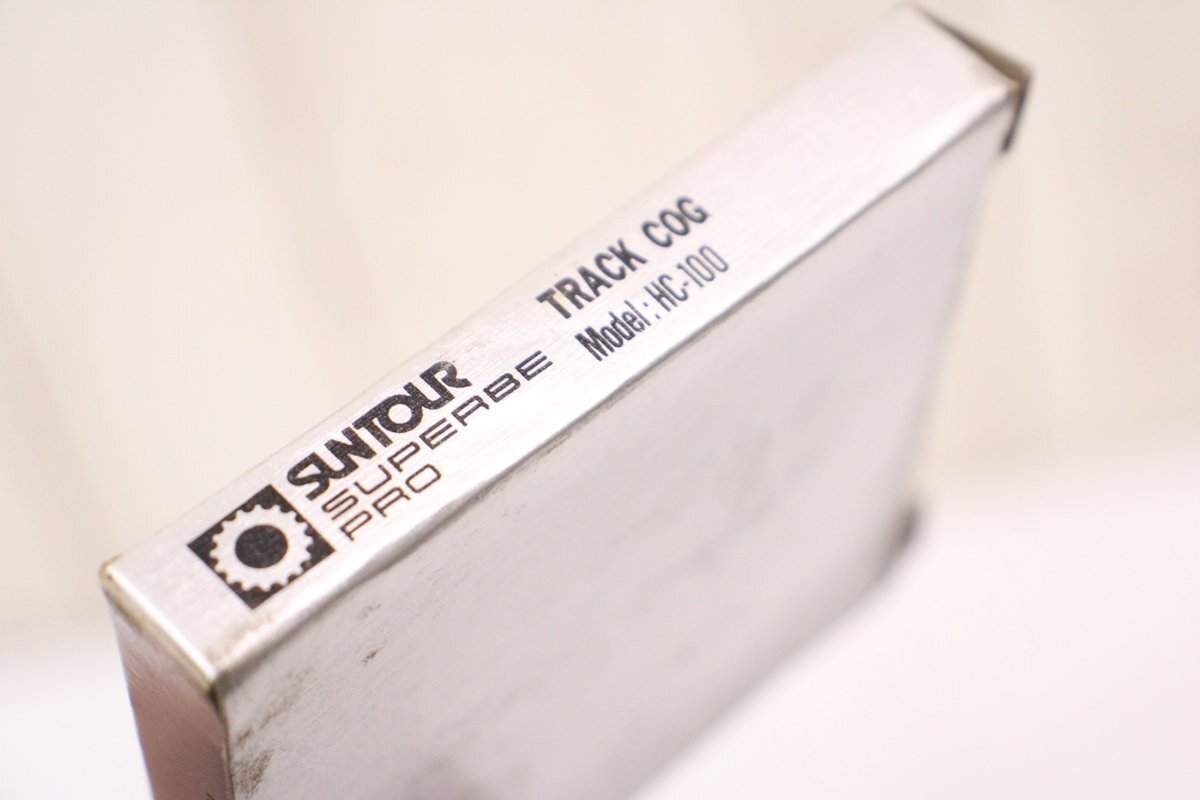 SUNTOUR
SUPERBE
PRO
TRACK COG
Model : HC-100